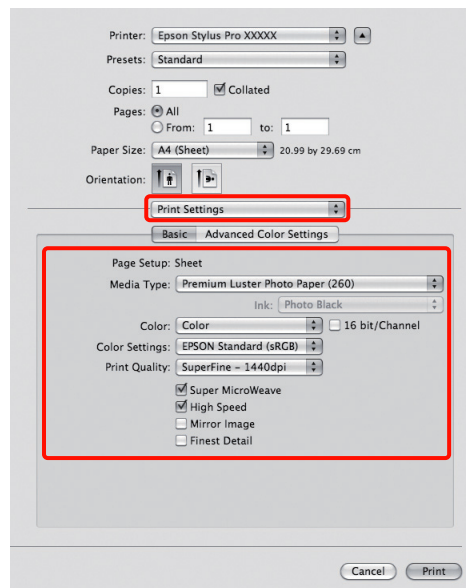 Printer: Epson Stylus Pro XXXXX
Presets: Standard
Copies: 1 Collated
Pages: All
From: 1 to: 1
Paper Size: A4 (Sheet) 20.99 by 29.69 cm
Orientation:
Print Settings
Basic Advanced Color Settings
Page Setup: Sheet
Media Type: Premium Luster Photo Paper (260)
Ink: Photo Black
Color: Color 16 bit/Channel
Color Settings: EPSON Standard (sRGB)
Print Quality: SuperFine – 1440dpi
Super MicroWeave
High Speed
Mirror Image
Finest Detail
Cancel Print